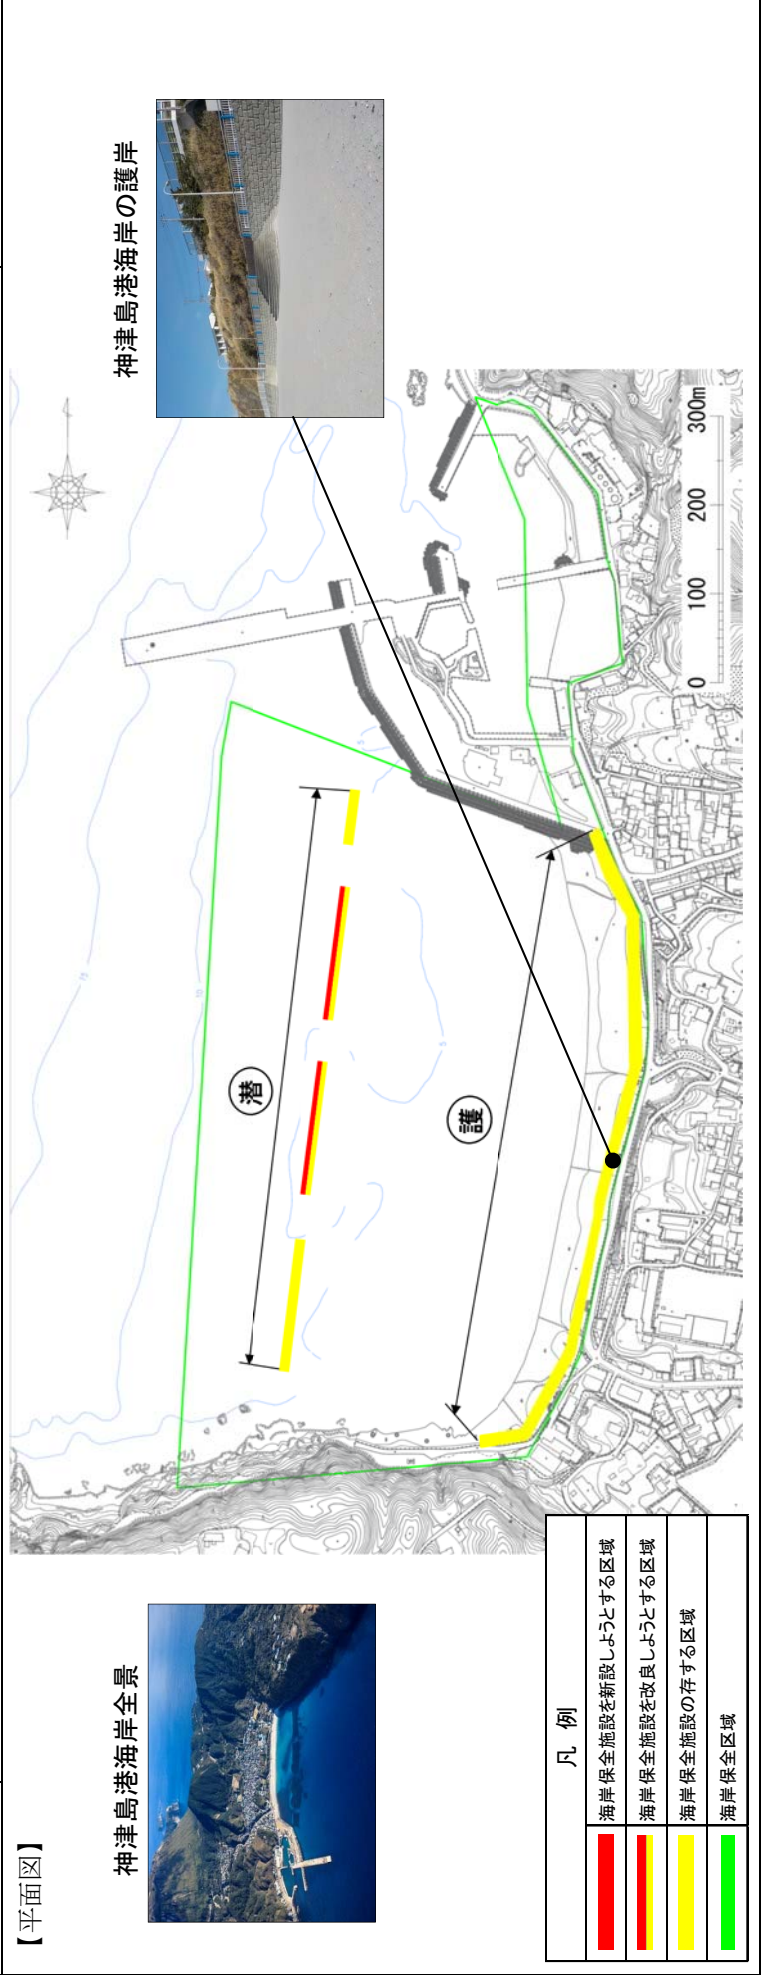 【平面図】
神津島港海岸全景
神津島港海岸の護岸
潜
護
15
10
5
5
0 100 200 300m
凡 例
海岸保全施設を新設しようとする区域
海岸保全施設を改良しようとする区域
海岸保全施設の存する区域
海岸保全区域